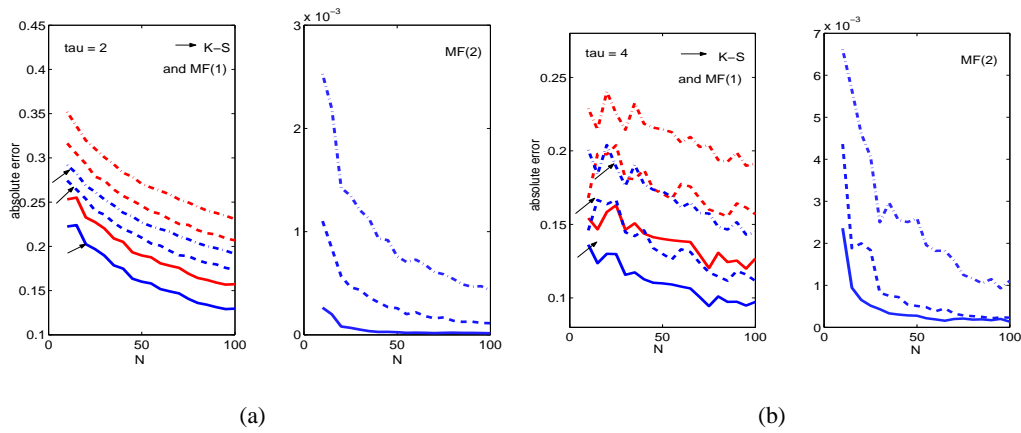 0.45
0.4
0.35
0.3
0.25
0.2
0.15
0.1
absolute error
tau = 2
K−S
and MF(1)
0
50
100
N
x 10⁻³
3
2
1
0
MF(2)
0
50
100
N
(a)
0.25
0.2
0.15
0.1
absolute error
tau = 4
K−S
and MF(1)
0
50
100
N
x 10⁻³
7
6
5
4
3
2
1
0
MF(2)
0
50
100
N
(b)